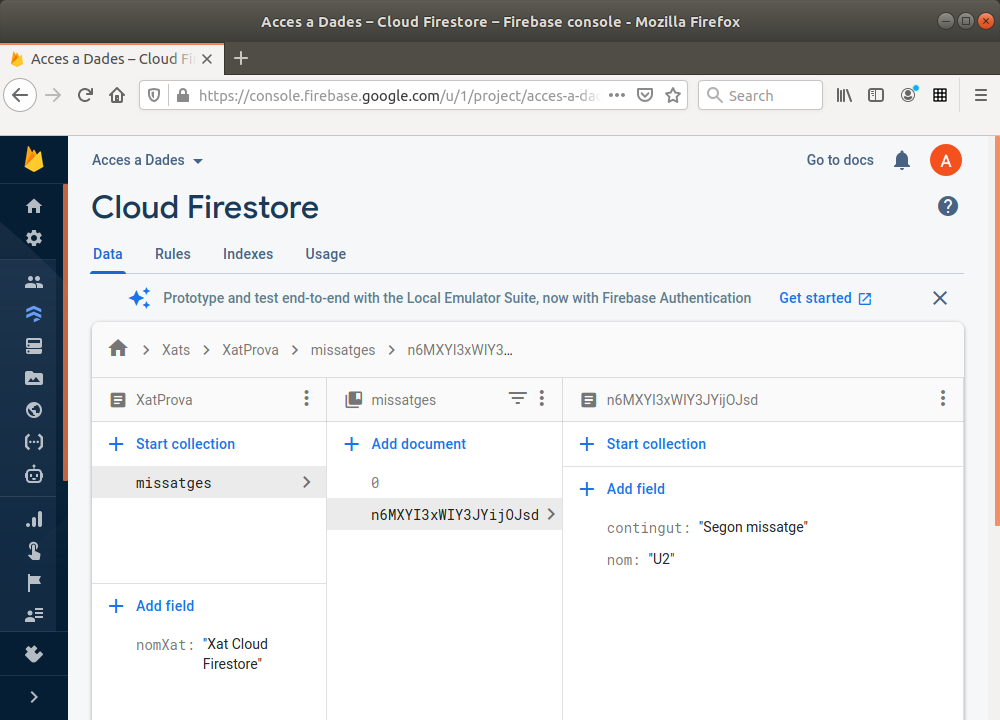 Acces a Dades – Cloud Firestore – Firebase console - Mozilla Firefox
Acces a Dades – Cloud Fi
https://console.firebase.google.com/u/1/project/acces-a-dad
Search
Acces a Dades
Go to docs
A
Cloud Firestore
Data Rules Indexes Usage
Prototype and test end-to-end with the Local Emulator Suite, now with Firebase Authentication
Get started
Xats > XatProva > missatges > n6MXYI3xWIY3...
XatProva
Start collection
missatges
Add field
nomXat: "Xat Cloud
Firestore"
missatges
Add document
0
n6MXYI3xWIY3JYijOJsd
n6MXYI3xWIY3JYijOJsd
Start collection
Add field
contingut: "Segon missatge"
nom: "U2"